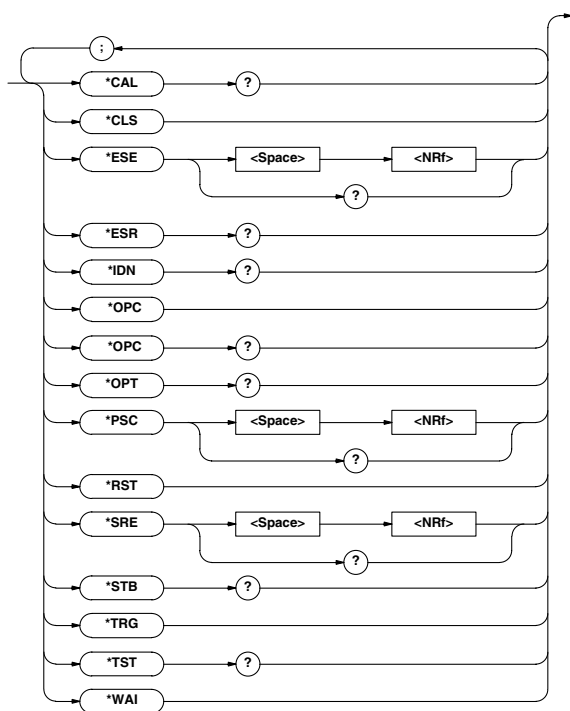 ;
*CAL ?
*CLS
*ESE <Space> <NRf>
?
*ESR ?
*IDN ?
*OPC
*OPC ?
*OPT ?
*PSC <Space> <NRf>
?
*RST
*SRE <Space> <NRf>
?
*STB ?
*TRG
*TST ?
*WAI